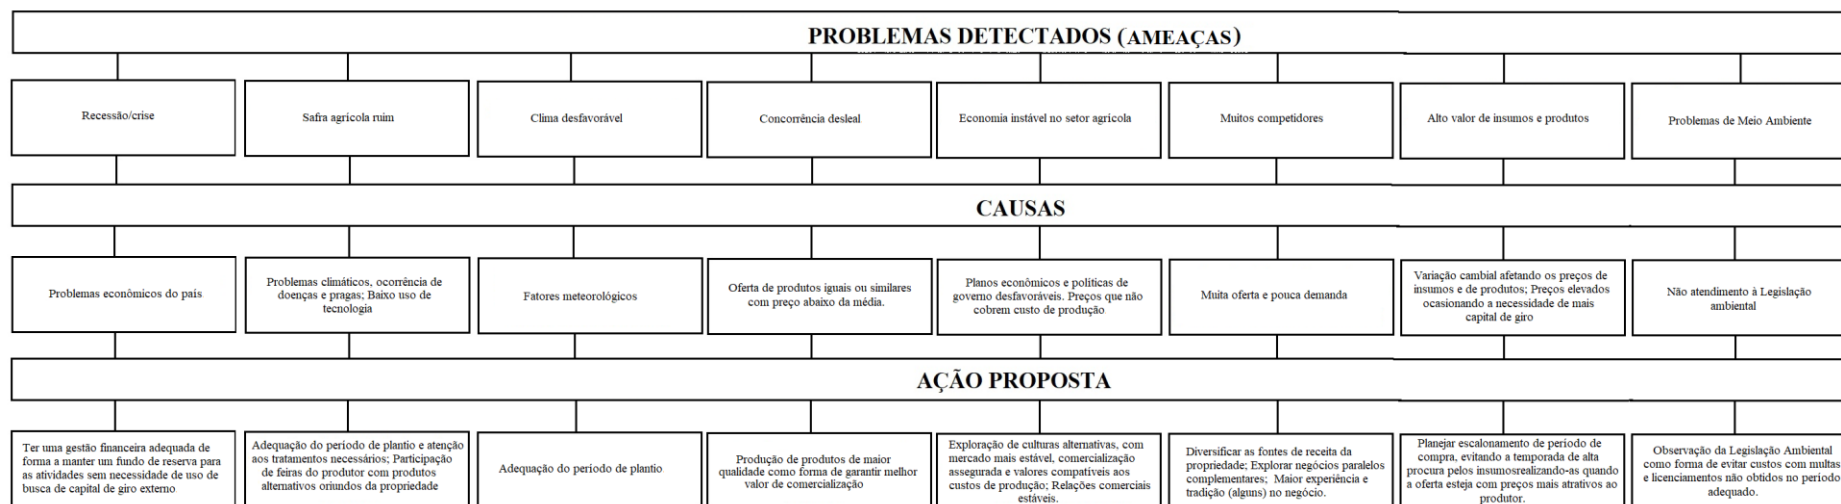 PROBLEMAS DETECTADOS (AMEAÇAS)
Recessão/crise
Safra agrícola ruim
Clima desfavorável
Concorrência desleal
Economia instável no setor agrícola
Muitos competidores
Alto valor de insumos e produtos
Problemas de Meio Ambiente
CAUSAS
Problemas econômicos do país
Problemas climáticos, ocorrência de
doenças e pragas; Baixo uso de
tecnologia
Fatores meteorológicos
Oferta de produtos iguais ou similares
com preço abaixo da média.
Planos econômicos e políticas de
governo desfavoráveis. Preços que não
cobrem custo de produção
Muita oferta e pouca demanda
Variação cambial afetando os preços de
insumos e de produtos; Preços elevados
ocasionando a necessidade de mais
capital de giro
Não atendimento à Legislação
ambiental
AÇÃO PROPOSTA
Ter uma gestão financeira adequada de
forma a manter um fundo de reserva para
as atividades sem necessidade de uso de
busca de capital de giro externo
Adequação do período de plantio e atenção
aos tratamentos necessários; Participação
de feiras do produtor com produtos
alternativos oriundos da propriedade
Adequação do período de plantio
Produção de produtos de maior
qualidade como forma de garantir melhor
valor de comercialização
Exploração de culturas alternativas, com
mercado mais estável, comercialização
assegurada e valores compatíveis aos
custos de produção; Relações comerciais
estáveis.
Diversificar as fontes de receita da
propriedade; Explorar negócios paralelos
complementares; Maior experiência e
tradição (alguns) no negócio.
Planejar escalonamento de período de
compra, evitando a temporada de alta
procura pelos insumosrealizando-as quando
a oferta esteja com preços mais atrativos ao
produtor.
Observação da Legislação Ambiental
como forma de evitar custos com multas
e licenciamentos não obtidos no período
adequado.